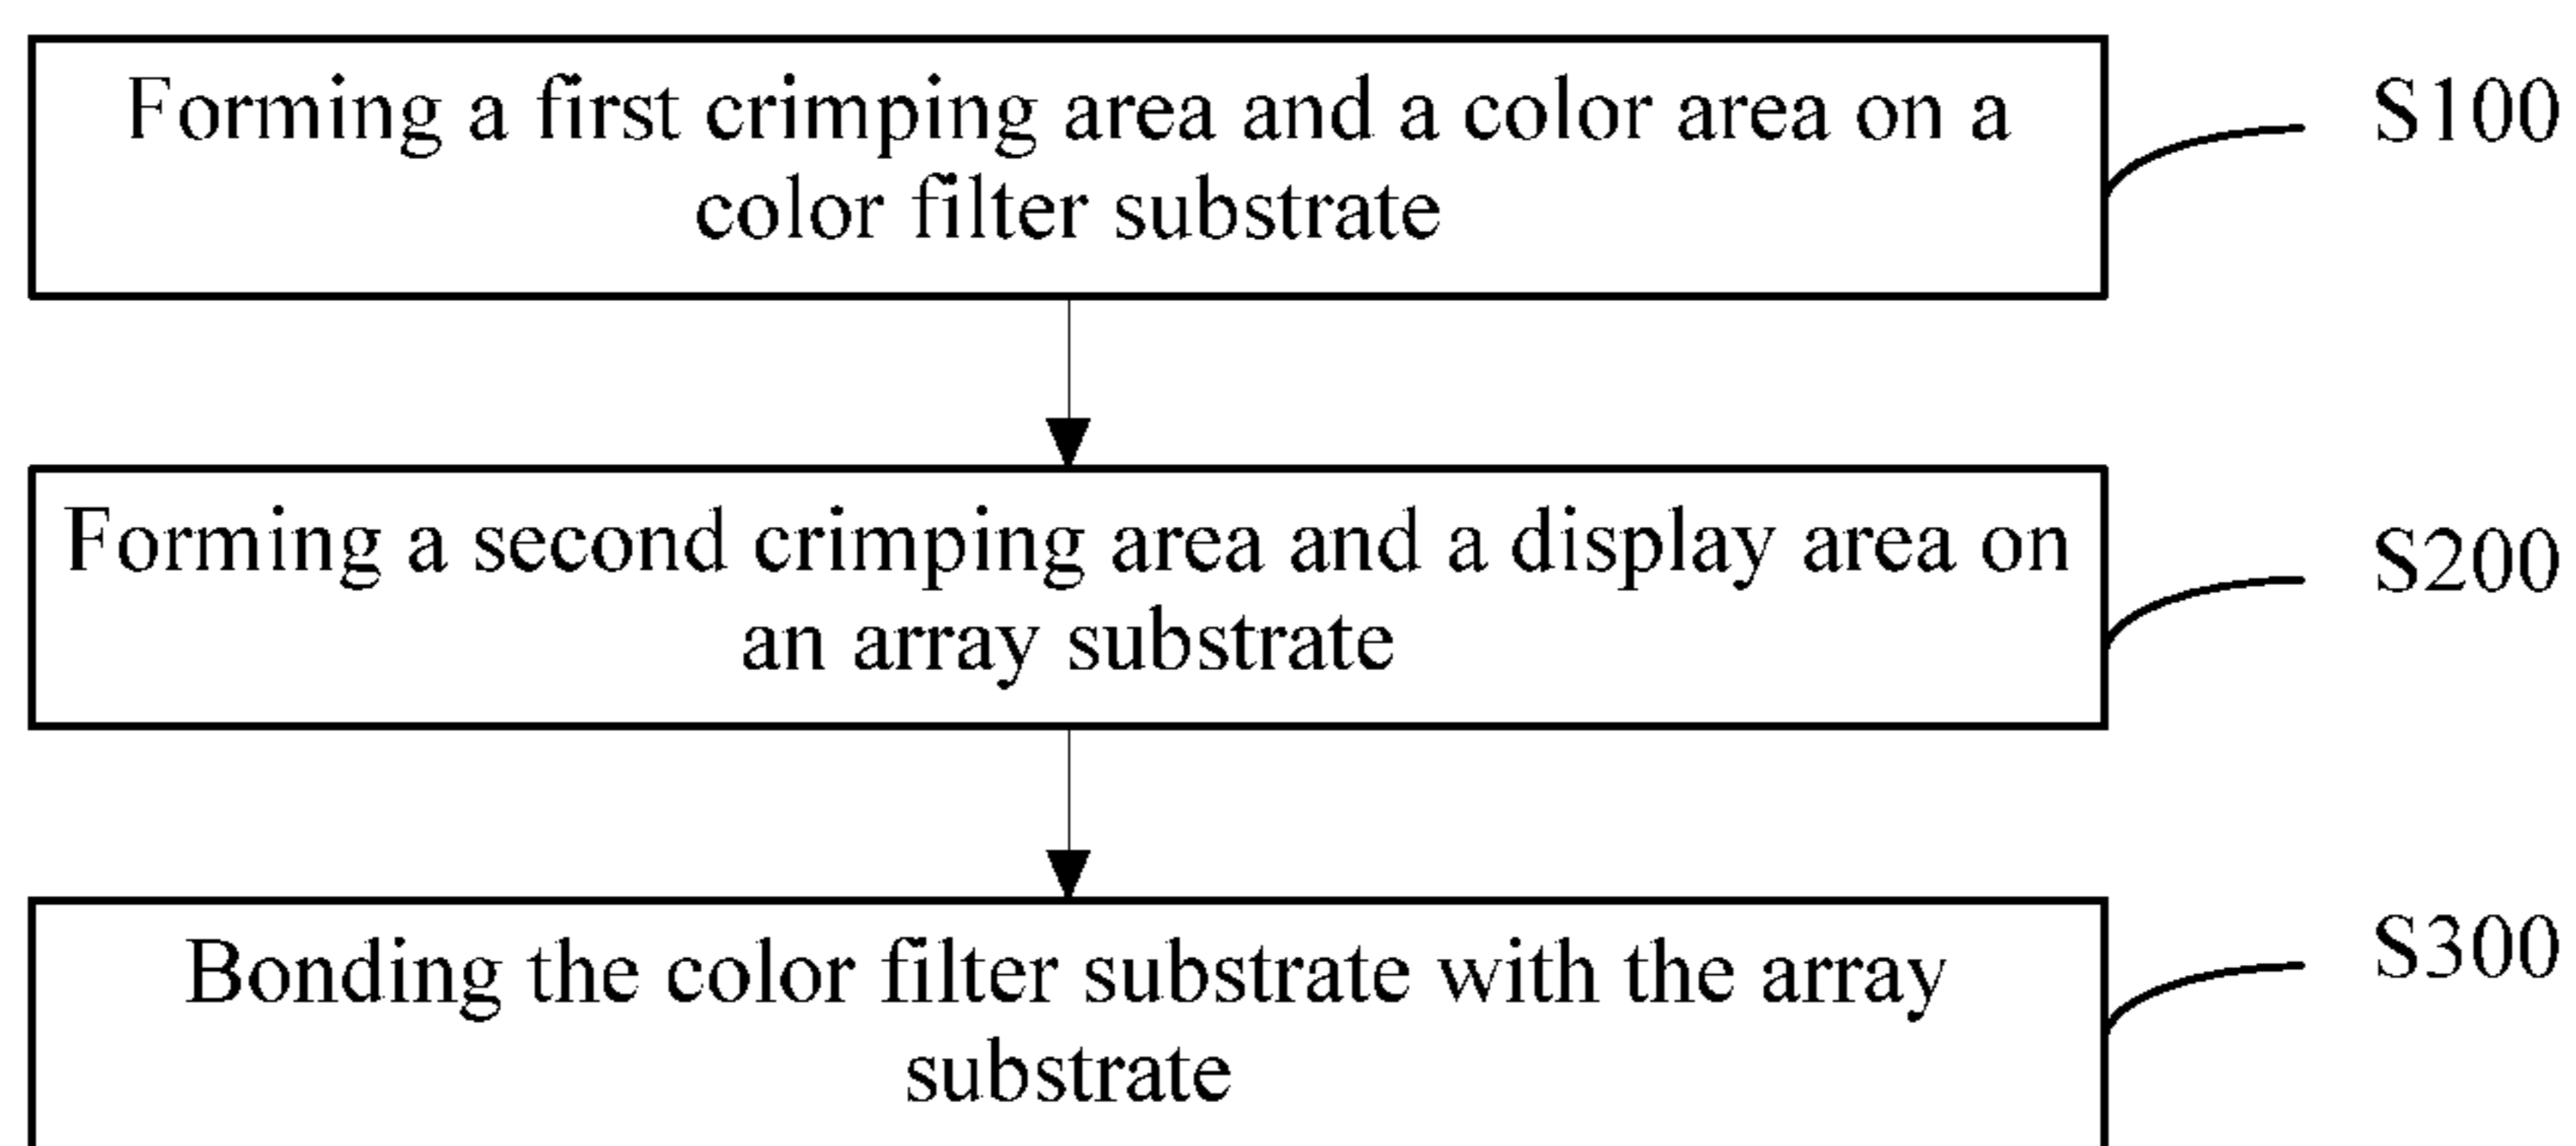 Forming a first crimping area and a color area on a
color filter substrate
S100
Forming a second crimping area and a display area on
an array substrate
S200
Bonding the color filter substrate with the array
substrate
S300